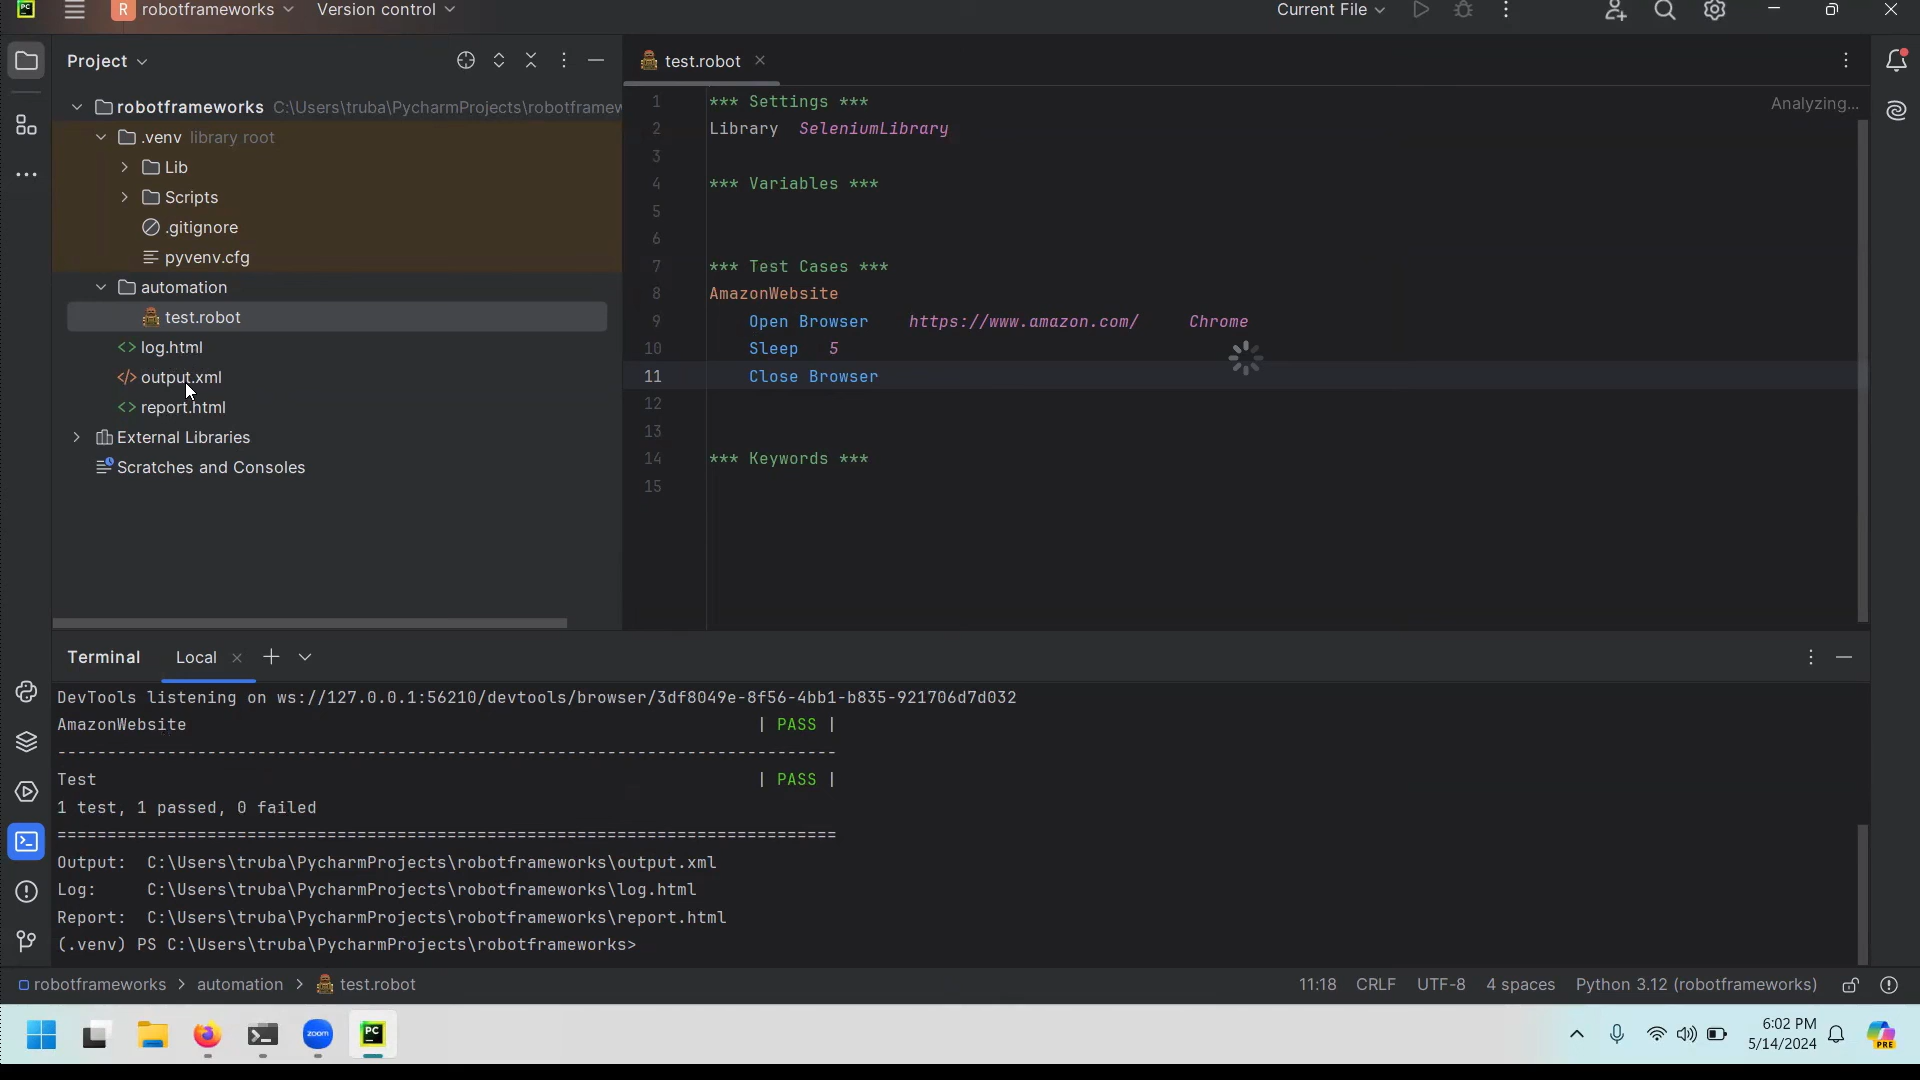 PC R robotframeworks Version control Current File
Project
test.robot
robotframeworks C:\Users\truba\PycharmProjects\robotframew
.venv library root
Lib
Scripts
.gitignore
pyvenv.cfg
automation
test.robot
log.html
output.xml
report.html
External Libraries
Scratches and Consoles
Analyzing...
1 *** Settings ***
2 Library SeleniumLibrary
3
4 *** Variables ***
5
6
7 *** Test Cases ***
8 AmazonWebsite
9 Open Browser https://www.amazon.com/ Chrome
10 Sleep 5
11 Close Browser
12
13
14 *** Keywords ***
15
Terminal Local
DevTools listening on ws://127.0.0.1:56210/devtools/browser/3df8049e-8f56-4bb1-b835-921706d7d032
AmazonWebsite | PASS |
------------------------------------------------------------------------------
Test | PASS |
1 test, 1 passed, 0 failed
==============================================================================
Output: C:\Users\truba\PycharmProjects\robotframeworks\output.xml
Log: C:\Users\truba\PycharmProjects\robotframeworks\log.html
Report: C:\Users\truba\PycharmProjects\robotframeworks\report.html
(.venv) PS C:\Users\truba\PycharmProjects\robotframeworks>
robotframeworks > automation > test.robot 11:18 CRLF UTF-8 4 spaces Python 3.12 (robotframeworks)
zoom PC 6:02 PM
5/14/2024 PRE